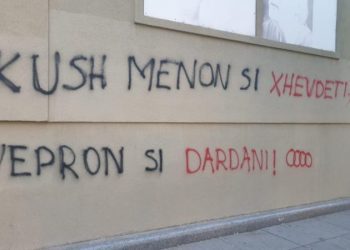 KUSH MENON SI XHEVDETI!
VEPRON SI DARDANI!